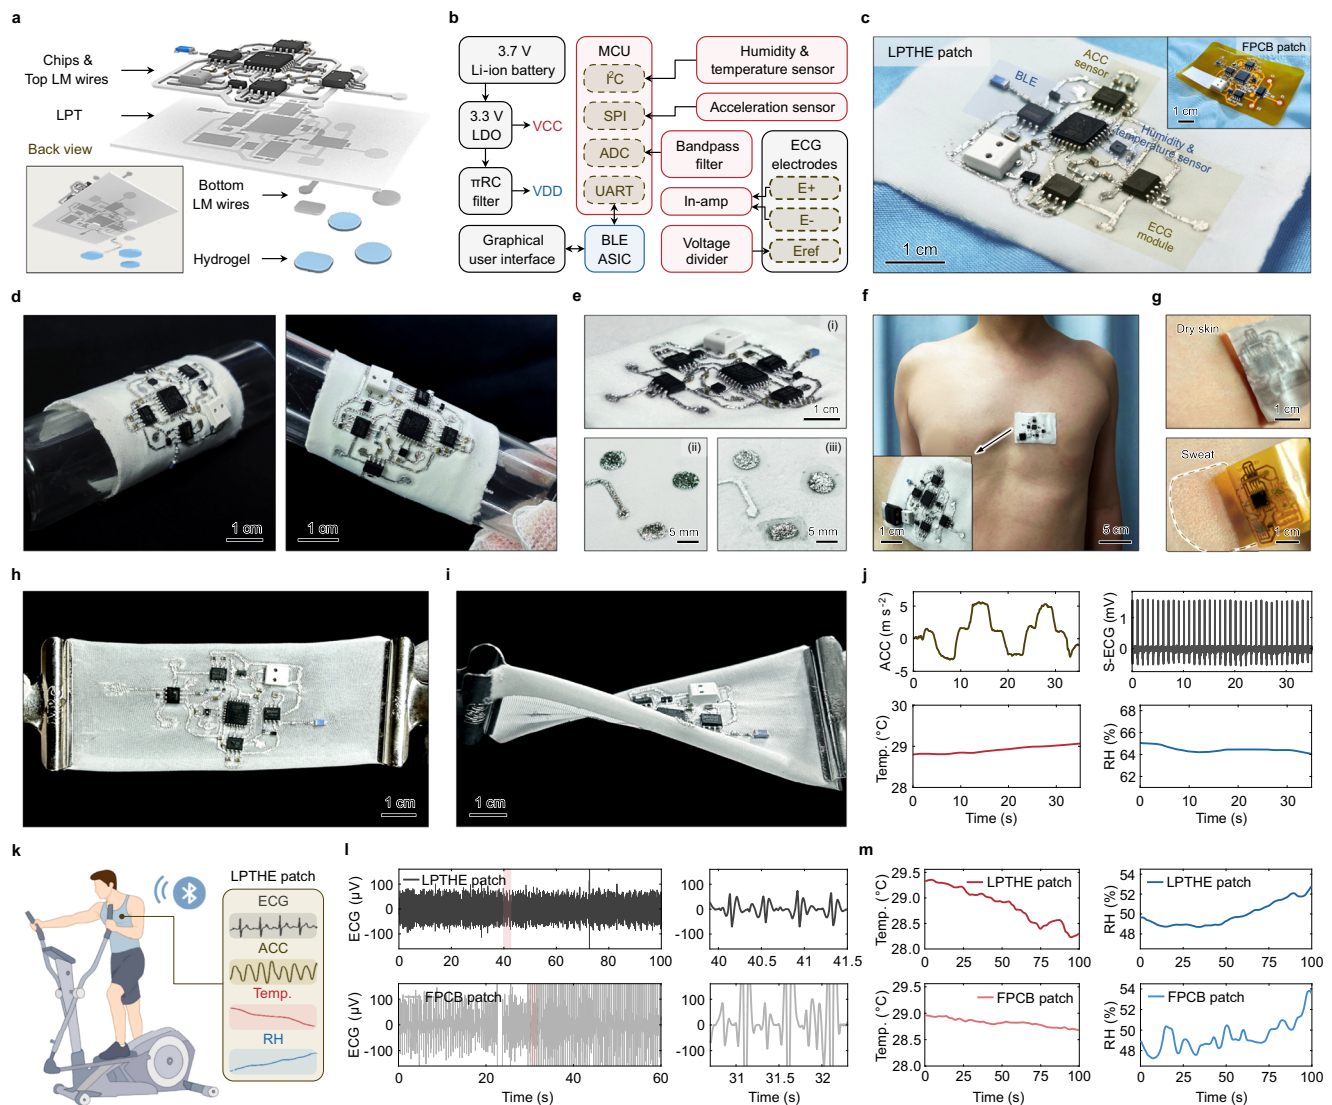 a
Chips &
Top LM wires
LPT
Back view
Bottom
LM wires
Hydrogel
b
3.7 V
Li-ion battery
3.3 V
LDO
VCC
πRC
filter
VDD
Graphical
user interface
MCU
I²C
SPI
ADC
UART
BLE
ASIC
Humidity &
temperature sensor
Acceleration sensor
Bandpass
filter
In-amp
Voltage
divider
ECG
electrodes
E+
E-
Eref
c
LPTHE patch
ACC
sensor
BLE
Humidity &
temperature sensor
ECG
module
1 cm
FPCB patch
1 cm
d
1 cm
1 cm
e
(i)
1 cm
(ii)
5 mm
(iii)
5 mm
f
1 cm
5 cm
g
Dry skin
1 cm
Sweat
1 cm
h
1 cm
i
1 cm
j
ACC (m s⁻²)
5
0
-5
0 10 20 30
S-ECG (mV)
1
0
0 10 20 30
Temp. (°C)
30
29
28
0 10 20 30
Time (s)
RH (%)
68
66
64
62
0 10 20 30
Time (s)
k
LPTHE patch
ECG
ACC
Temp.
RH
l
ECG (µV)
100
0
-100
LPTHE patch
0 20 40 60 80 100
100
0
-100
40 40.5 41 41.5
ECG (µV)
100
0
-100
FPCB patch
0 20 40 60
Time (s)
100
0
-100
31 31.5 32
Time (s)
m
Temp. (°C)
29.5
29.0
28.5
28.0
LPTHE patch
0 25 50 75 100
RH (%)
54
52
50
48
LPTHE patch
0 25 50 75 100
Temp. (°C)
29.5
29.0
28.5
28.0
FPCB patch
0 25 50 75 100
Time (s)
RH (%)
54
52
50
48
FPCB patch
0 25 50 75 100
Time (s)